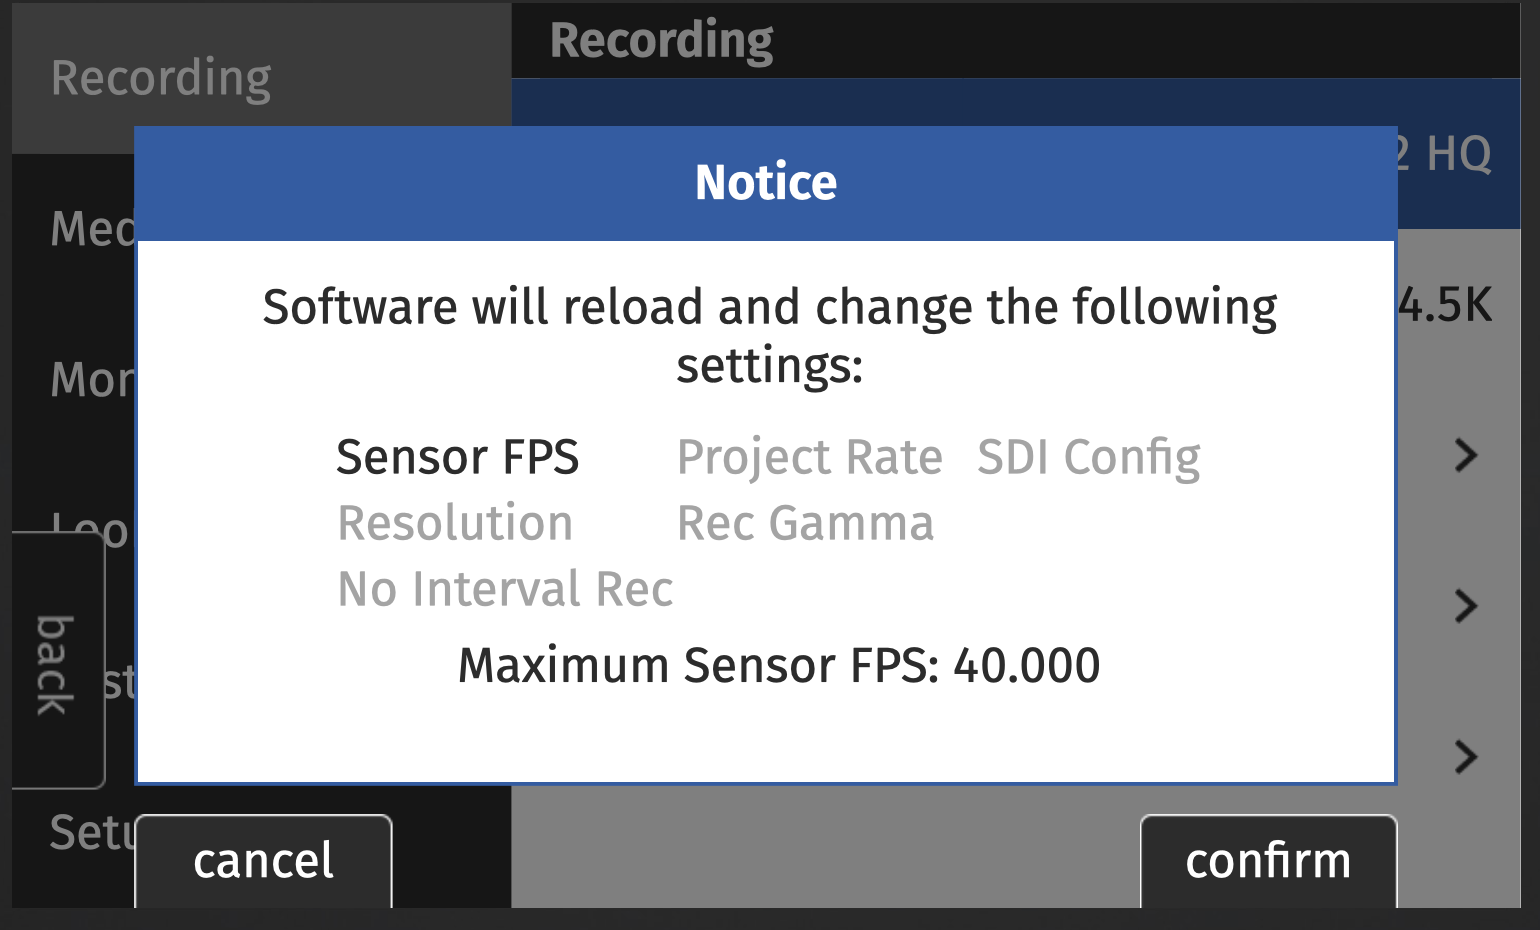 Recording
Recording
2 HQ
Notice
Med
4.5K
Software will reload and change the following
settings:
Mon
Sensor FPS Project Rate SDI Config
Resolution Rec Gamma
No Interval Rec
Maximum Sensor FPS: 40.000
back
Setu
cancel
confirm